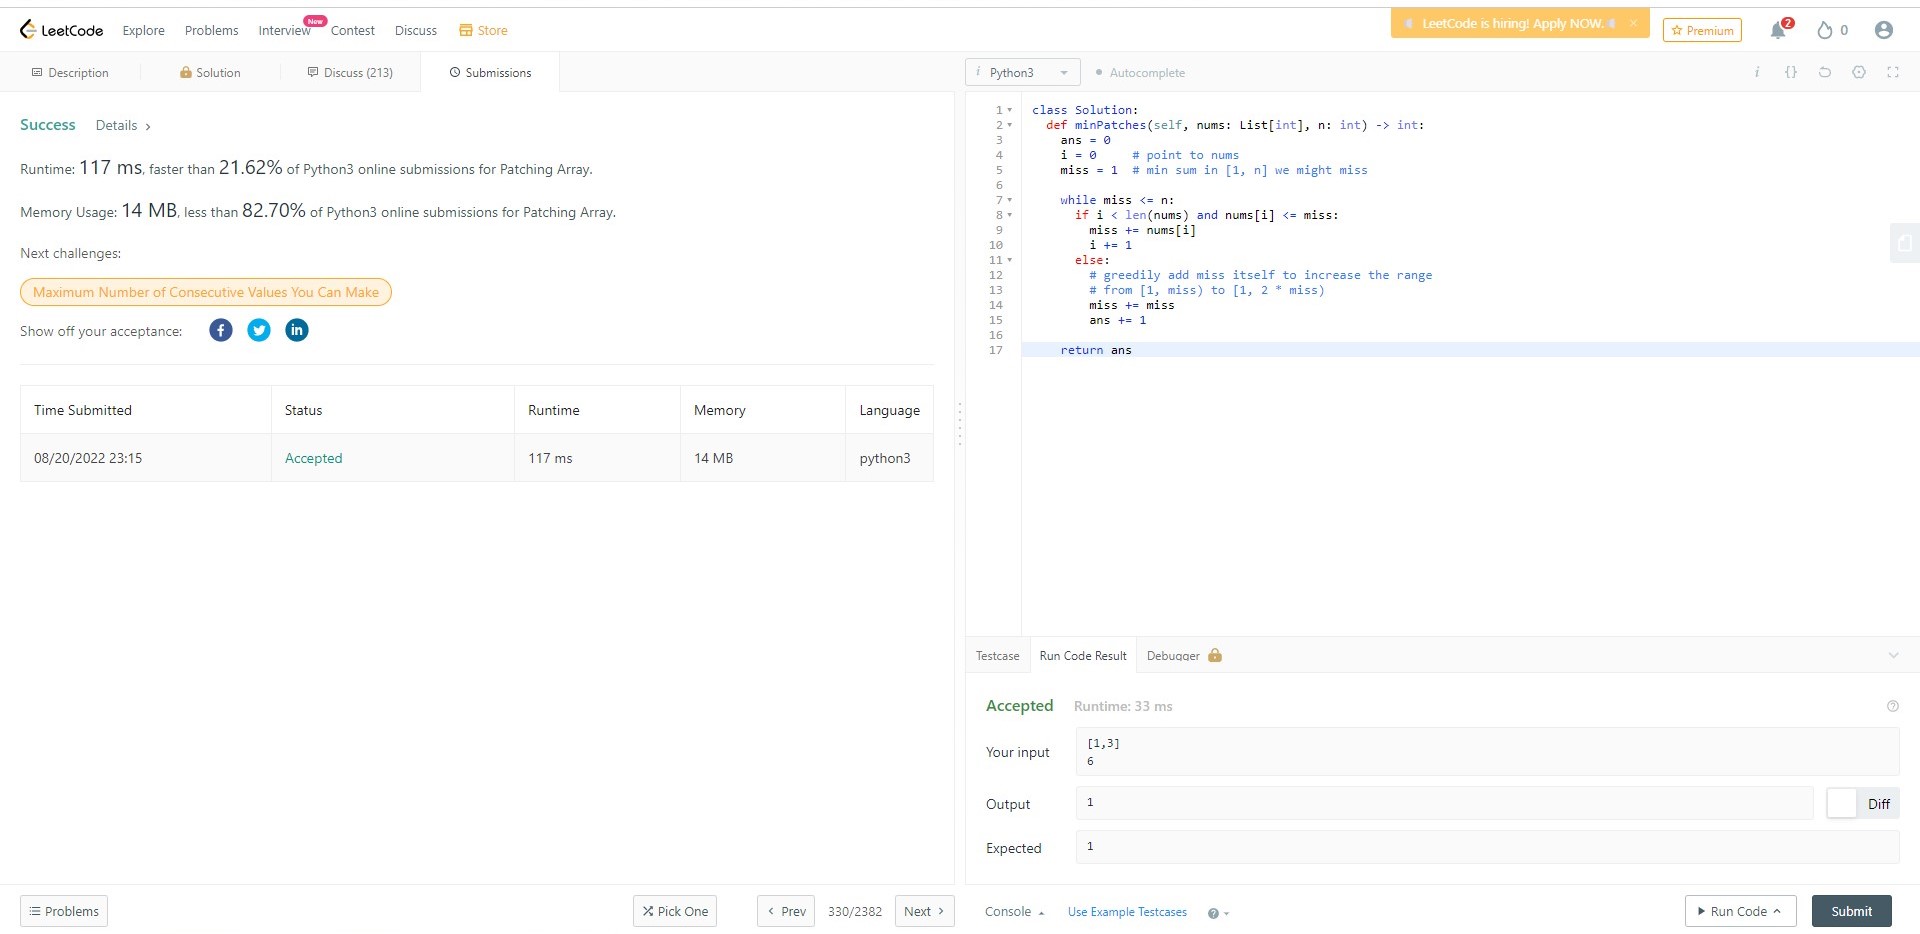 LeetCode Explore Problems Interview New Contest Discuss Store LeetCode is hiring! Apply NOW. × Premium 2 0
Description Solution Discuss (213) Submissions
Python3 Autocomplete
Success Details ›
Runtime: 117 ms, faster than 21.62% of Python3 online submissions for Patching Array.
Memory Usage: 14 MB, less than 82.70% of Python3 online submissions for Patching Array.
Next challenges:
Maximum Number of Consecutive Values You Can Make
Show off your acceptance:
Time Submitted Status Runtime Memory Language
08/20/2022 23:15 Accepted 117 ms 14 MB python3
1 class Solution:
2 def minPatches(self, nums: List[int], n: int) -> int:
3 ans = 0
4 i = 0 # point to nums
5 miss = 1 # min sum in [1, n] we might miss
6
7 while miss <= n:
8 if i < len(nums) and nums[i] <= miss:
9 miss += nums[i]
10 i += 1
11 else:
12 # greedily add miss itself to increase the range
13 # from [1, miss) to [1, 2 * miss)
14 miss += miss
15 ans += 1
16
17 return ans
Testcase Run Code Result Debugger
Accepted Runtime: 33 ms
Your input
[1,3]
6
Output 1 Diff
Expected 1
Problems Pick One ‹ Prev 330/2382 Next › Console Use Example Testcases Run Code Submit